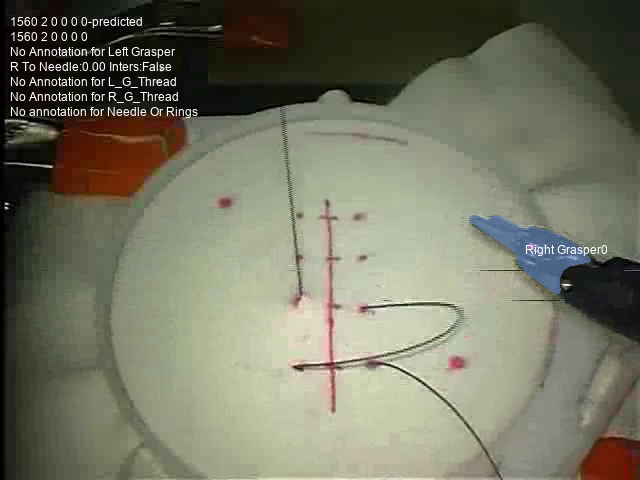 1560 2 0 0 0 0-predicted
1560 2 0 0 0 0
No Annotation for Left Grasper
R To Needle:0.00 Inters:False
No Annotation for L_G_Thread
No Annotation for R_G_Thread
No annotation for Needle Or Rings
Right Grasper0